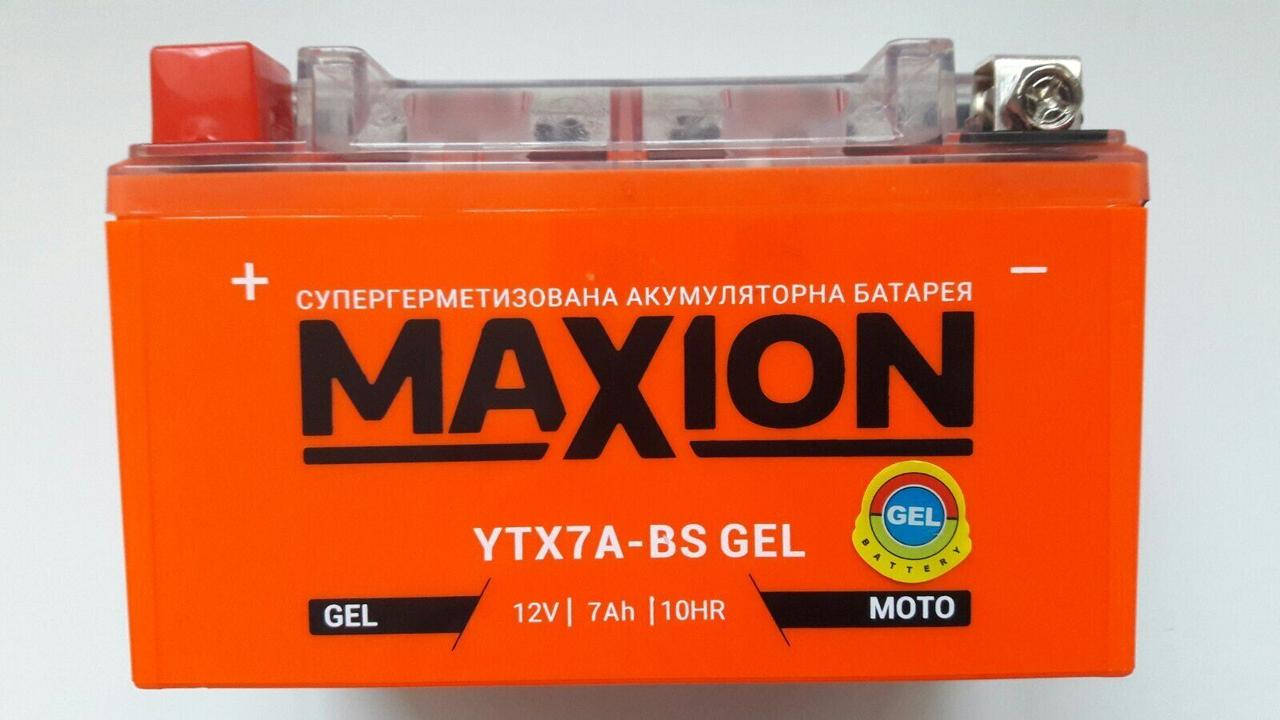 + −
СУПЕРГЕРМЕТИЗОВАНА АКУМУЛЯТОРНА БАТАРЕЯ
MAXION
GEL
BATTERY
YTX7A-BS GEL
GEL
12V| 7Ah |10HR
MOTO